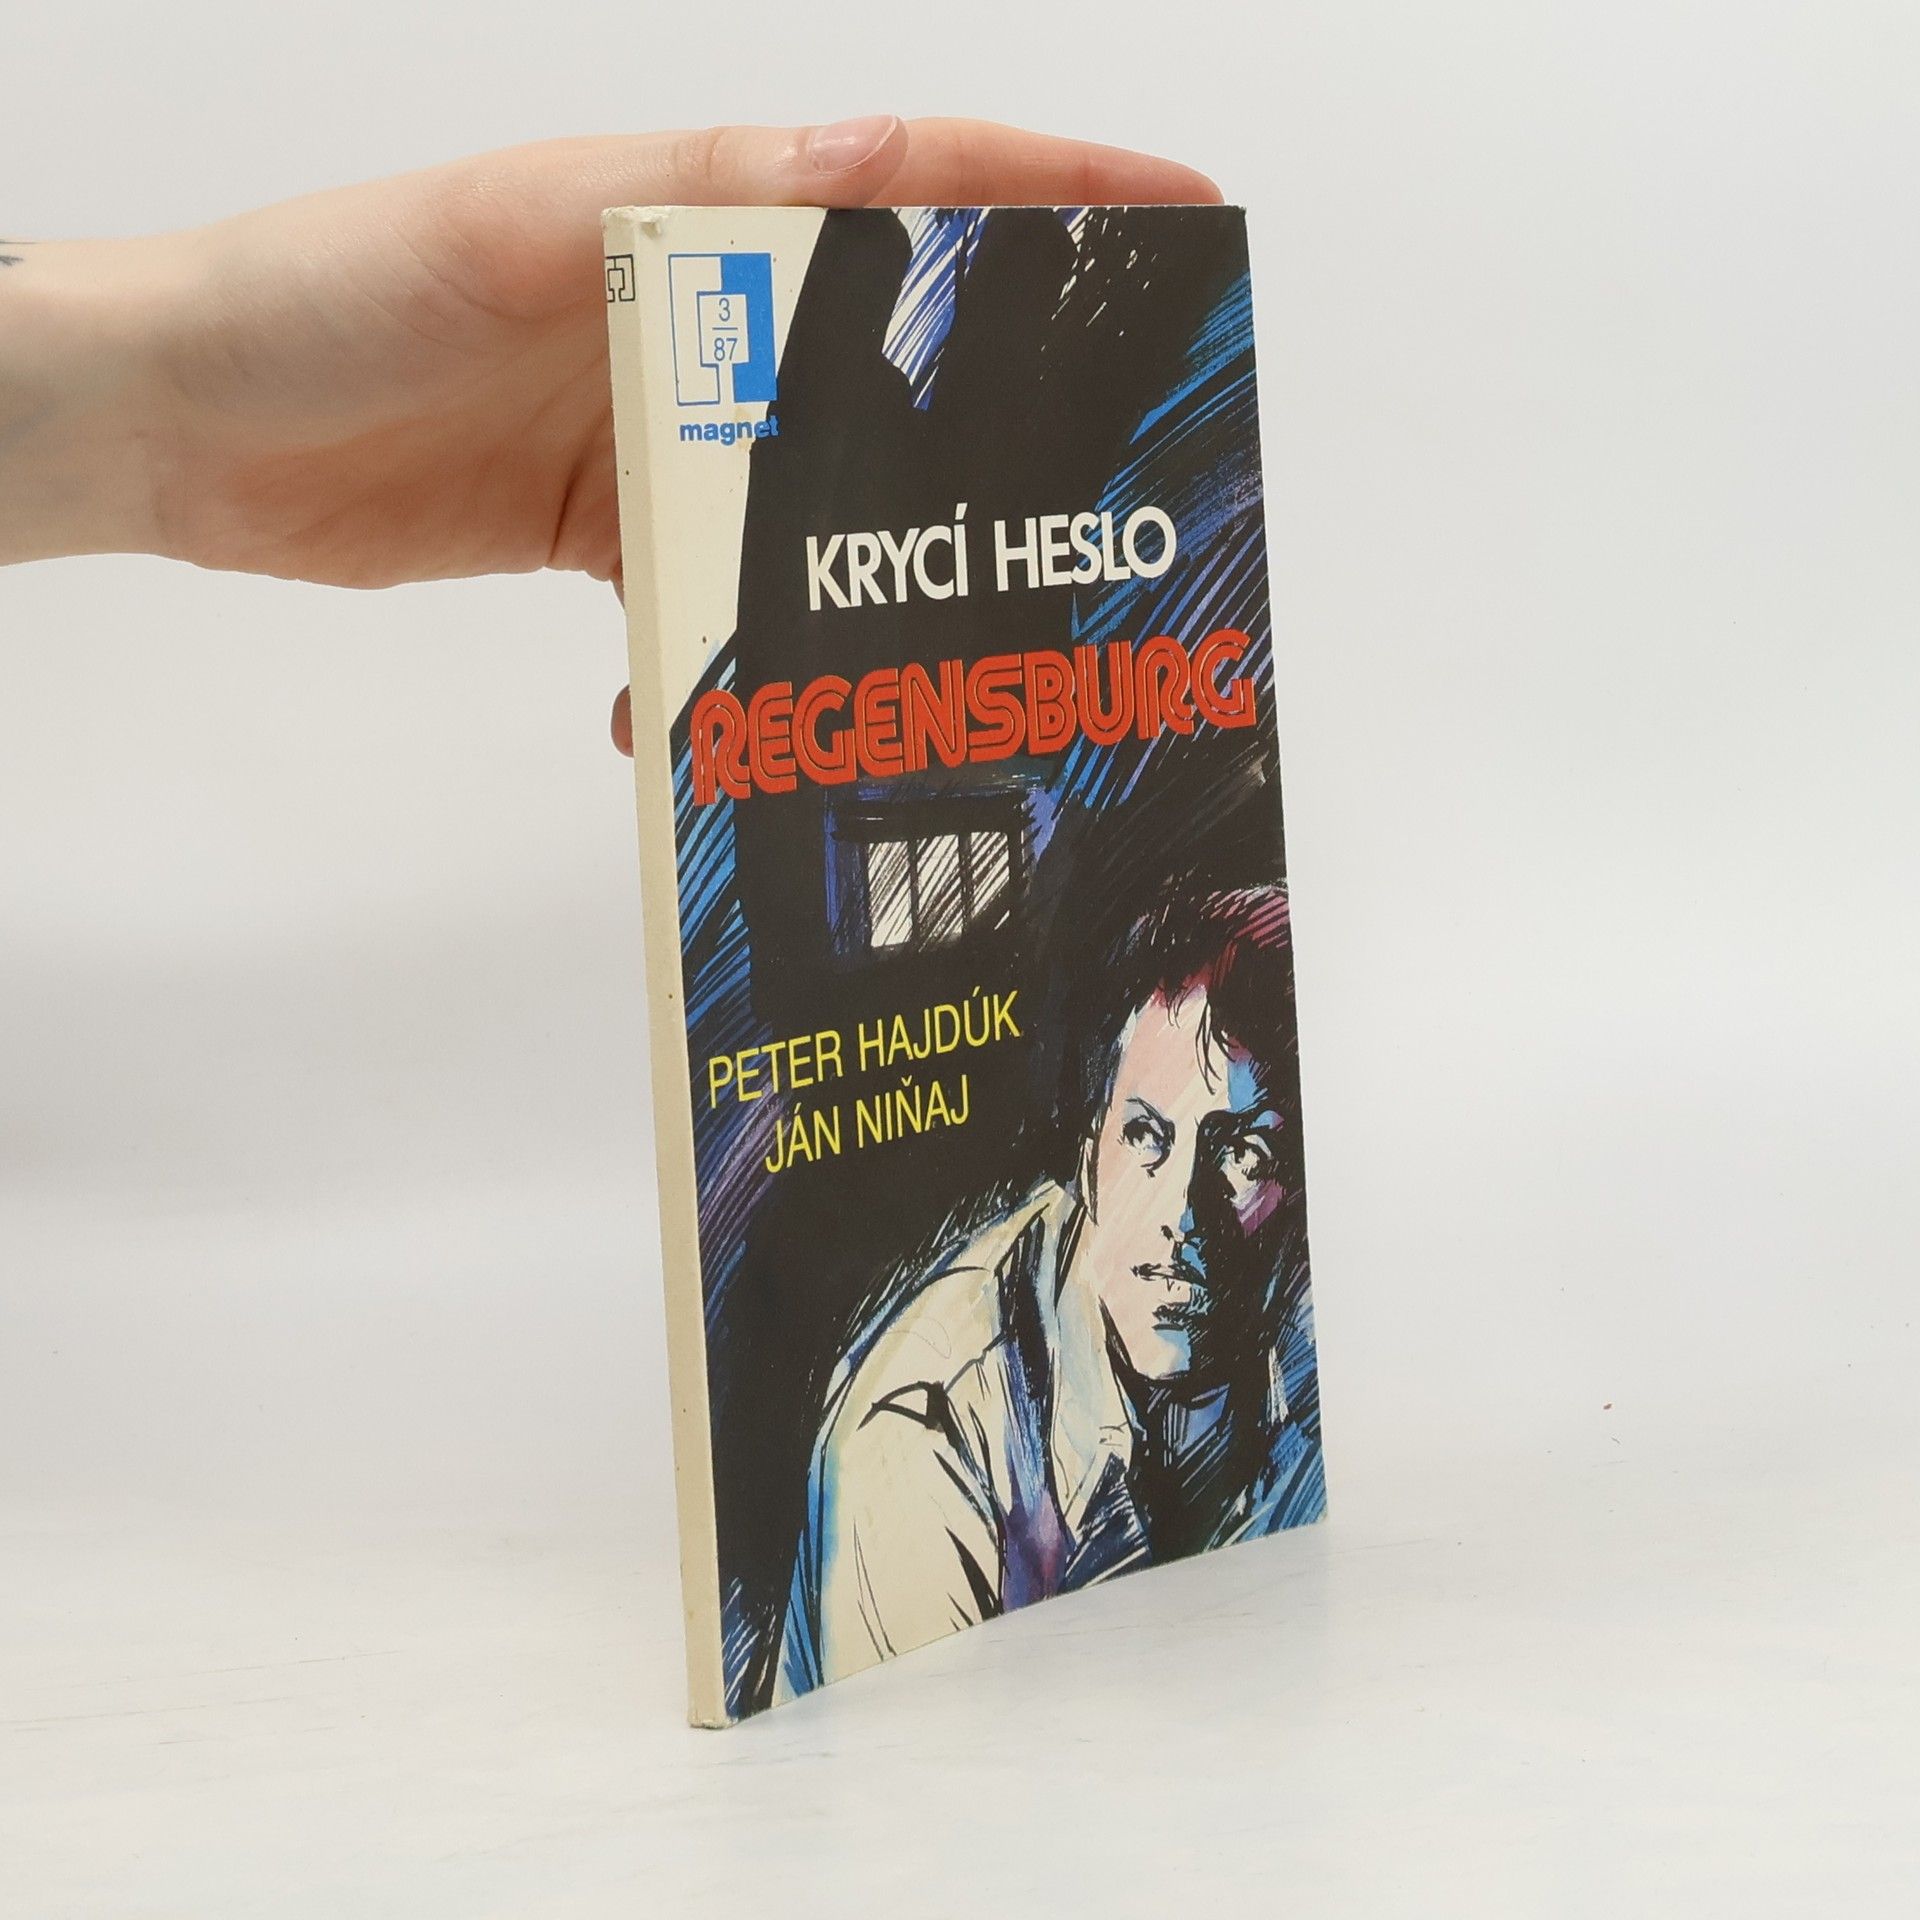 3
87
magnet
KRYCÍ HESLO
REGENSBURG
PETER HAJDÚK
JÁN NIŇAJ